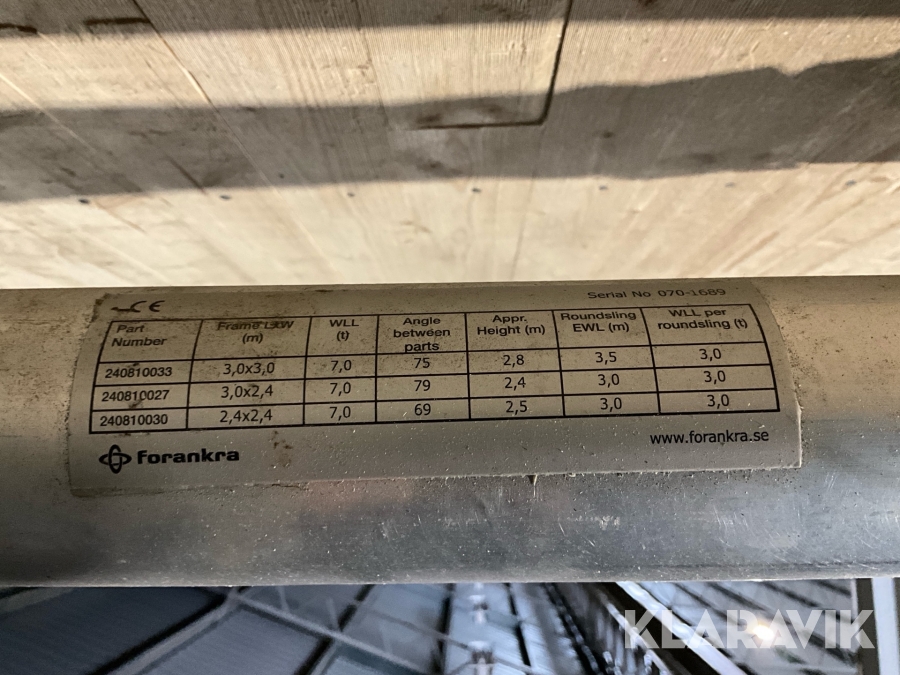 CE
Serial No 070-1689
Part Number Frame LxW (m) WLL (t) Angle between parts Appr. Height (m) Roundsling EWL (m) WLL per roundsling (t)
240810033 3,0x3,0 7,0 75 2,8 3,5 3,0
240810027 3,0x2,4 7,0 79 2,4 3,0 3,0
240810030 2,4x2,4 7,0 69 2,5 3,0 3,0
forankra
www.forankra.se
KLARAVIK